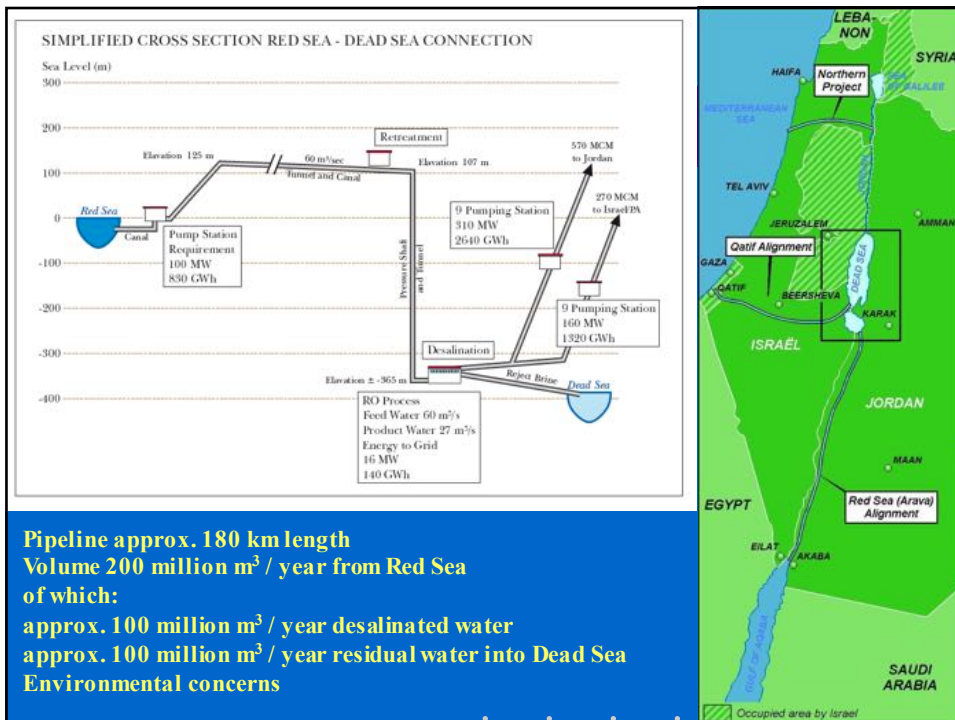 SIMPLIFIED CROSS SECTION RED SEA - DEAD SEA CONNECTION
Sea Level (m)
300
200
100
0
-100
-200
-300
-400
Red Sea
Canal
Pump Station
Requirement
100 MW
830 GWh
Elavation 125 m
60 m³/sec
Tunnel and Canal
Retreatment
Elavation 107 m
Pressure Shaft
and Tunnel
Elavation ± -365 m
Desalination
RO Process
Feed Water 60 m³/s
Product Water 27 m³/s
Energy to Grid
16 MW
140 GWh
9 Pumping Station
310 MW
2640 GWh
570 MCM
to Jordan
270 MCM
to Israel/PA
9 Pumping Station
160 MW
1320 GWh
Reject Brine
Dead Sea
Pipeline approx. 180 km length
Volume 200 million m³ / year from Red Sea
of which:
approx. 100 million m³ / year desalinated water
approx. 100 million m³ / year residual water into Dead Sea
Environmental concerns
LEBA-
NON
SYRIA
HAIFA
Northern
Project
SEA
OF GALILEE
MEDITERRANEAN
SEA
TEL AVIV
JORDAN
JERUZALEM
AMMAN
Qatif Alignment
GAZA
QATIF
BEERSHEVA
DEAD SEA
KARAK
ISRAËL
JORDAN
MAAN
EGYPT
Red Sea (Arava)
Alignment
EILAT
AKABA
GULF OF AQABA
SAUDI
ARABIA
Occupied area by Israel